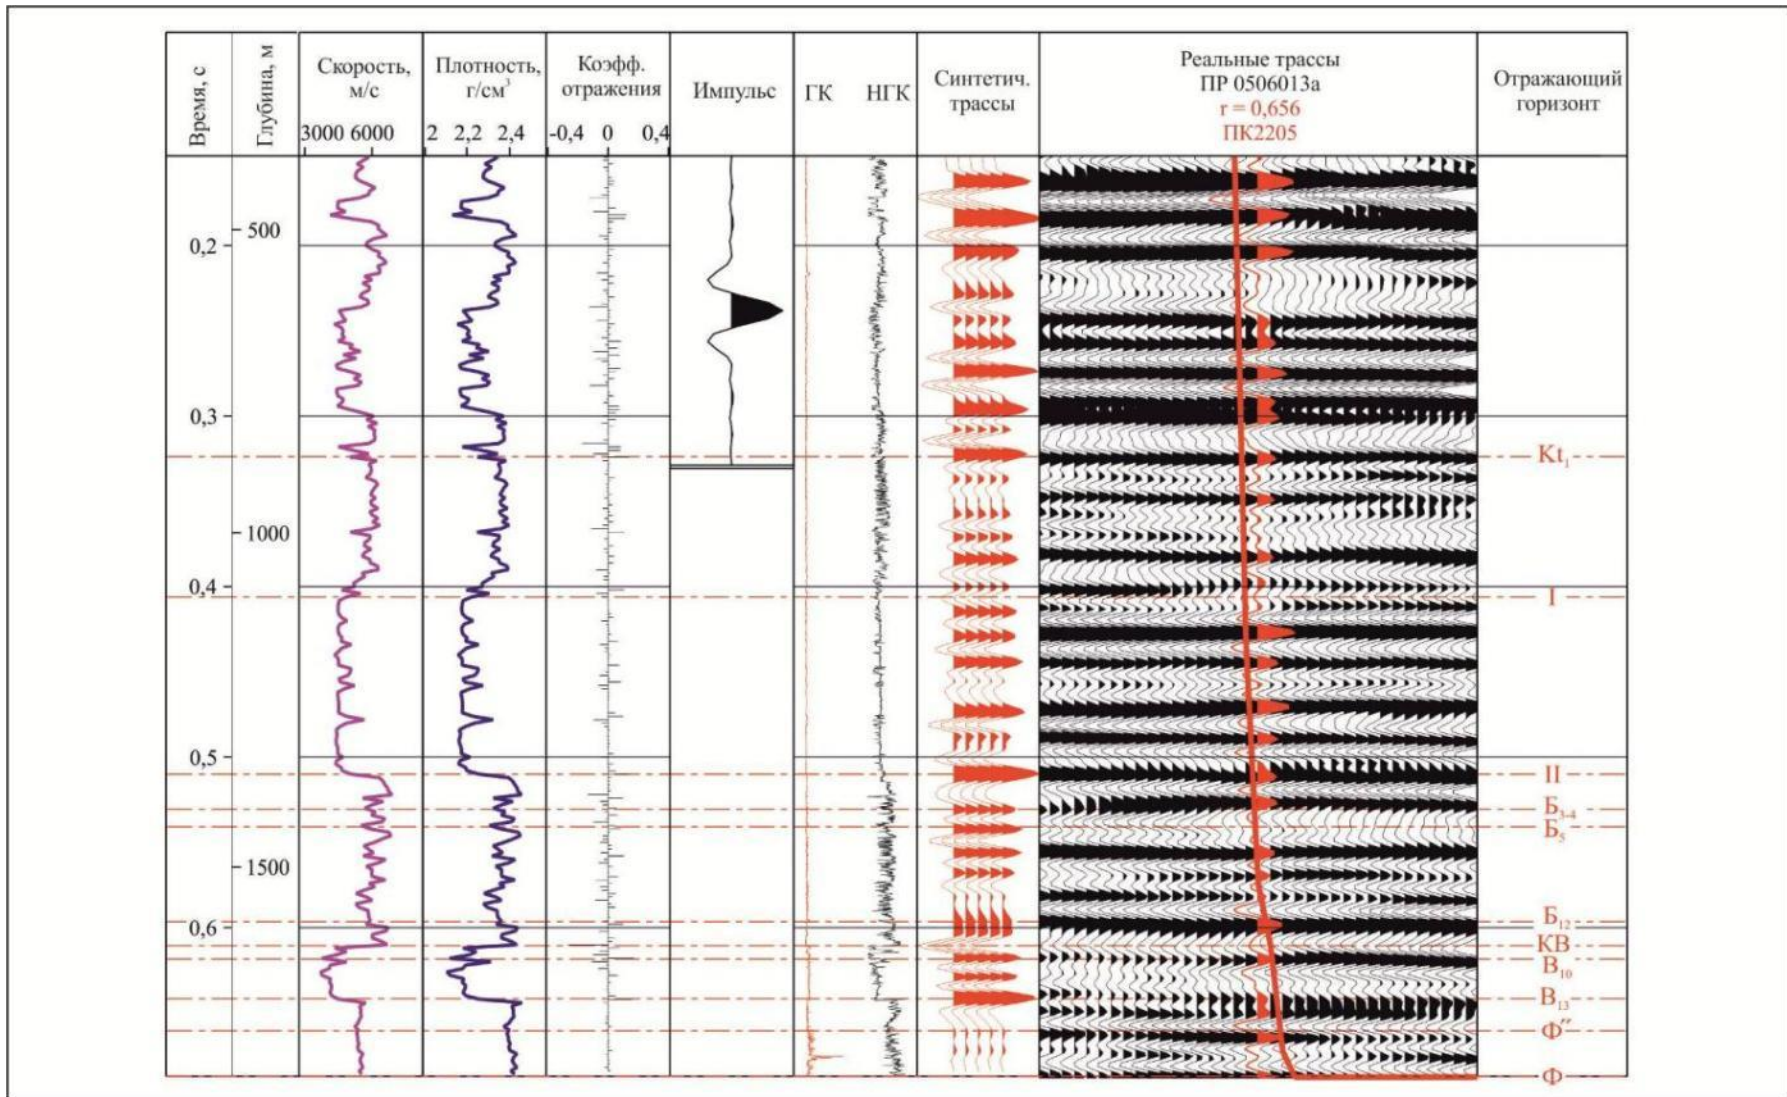 Время, с
Глубина, м
Скорость,
м/с
3000 6000
Плотность,
г/см³
2 2,2 2,4
Коэфф.
отражения
-0,4 0 0,4
Импульс
ГК НГК
Синтетич.
трассы
Реальные трассы
ПР 0506013а
r = 0,656
ПК2205
Отражающий
горизонт
500
0,2
0,3
Kt₁
1000
0,4
I
0,5
II
Б₃₋₄
Б₅
1500
Б₁₂
0,6
КВ
В₁₀
В₁₃
Ф″
Ф